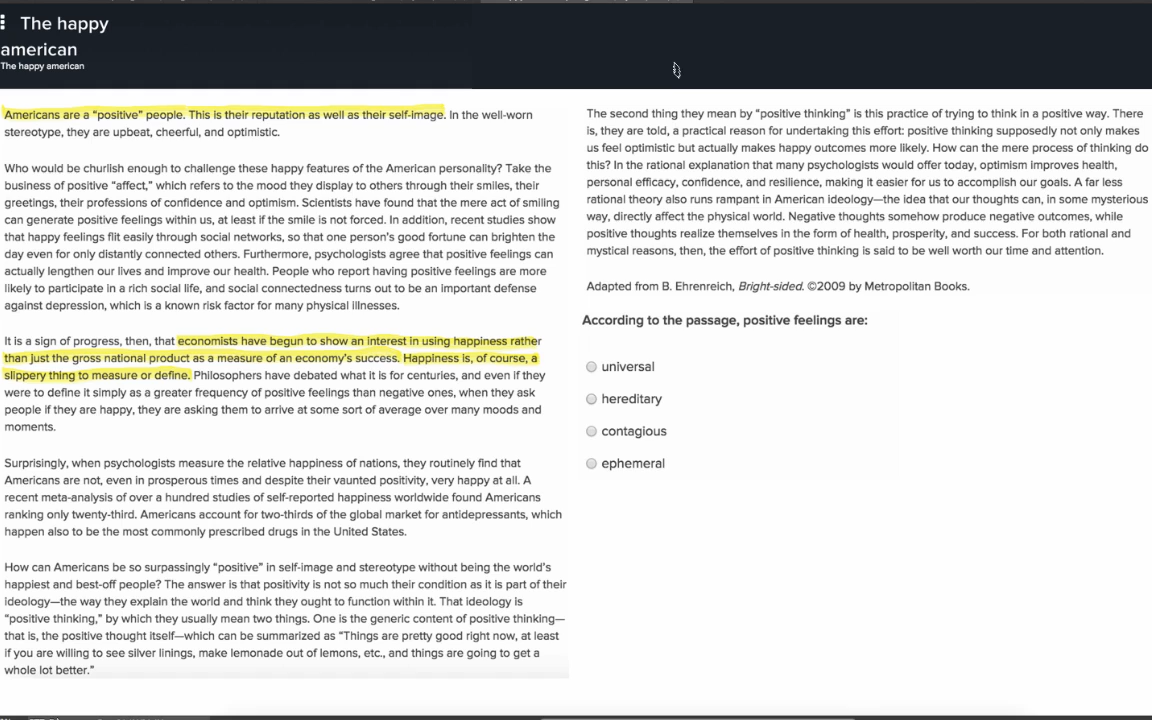 The happy
american
The happy american
Americans are a “positive” people. This is their reputation as well as their self-image. In the well-worn
stereotype, they are upbeat, cheerful, and optimistic.
Who would be churlish enough to challenge these happy features of the American personality? Take the
business of positive “affect,” which refers to the mood they display to others through their smiles, their
greetings, their professions of confidence and optimism. Scientists have found that the mere act of smiling
can generate positive feelings within us, at least if the smile is not forced. In addition, recent studies show
that happy feelings flit easily through social networks, so that one person’s good fortune can brighten the
day even for only distantly connected others. Furthermore, psychologists agree that positive feelings can
actually lengthen our lives and improve our health. People who report having positive feelings are more
likely to participate in a rich social life, and social connectedness turns out to be an important defense
against depression, which is a known risk factor for many physical illnesses.
It is a sign of progress, then, that economists have begun to show an interest in using happiness rather
than just the gross national product as a measure of an economy’s success. Happiness is, of course, a
slippery thing to measure or define. Philosophers have debated what it is for centuries, and even if they
were to define it simply as a greater frequency of positive feelings than negative ones, when they ask
people if they are happy, they are asking them to arrive at some sort of average over many moods and
moments.
Surprisingly, when psychologists measure the relative happiness of nations, they routinely find that
Americans are not, even in prosperous times and despite their vaunted positivity, very happy at all. A
recent meta-analysis of over a hundred studies of self-reported happiness worldwide found Americans
ranking only twenty-third. Americans account for two-thirds of the global market for antidepressants, which
happen also to be the most commonly prescribed drugs in the United States.
How can Americans be so surpassingly “positive” in self-image and stereotype without being the world’s
happiest and best-off people? The answer is that positivity is not so much their condition as it is part of their
ideology—the way they explain the world and think they ought to function within it. That ideology is
“positive thinking,” by which they usually mean two things. One is the generic content of positive thinking—
that is, the positive thought itself—which can be summarized as “Things are pretty good right now, at least
if you are willing to see silver linings, make lemonade out of lemons, etc., and things are going to get a
whole lot better.”
The second thing they mean by “positive thinking” is this practice of trying to think in a positive way. There
is, they are told, a practical reason for undertaking this effort: positive thinking supposedly not only makes
us feel optimistic but actually makes happy outcomes more likely. How can the mere process of thinking do
this? In the rational explanation that many psychologists would offer today, optimism improves health,
personal efficacy, confidence, and resilience, making it easier for us to accomplish our goals. A far less
rational theory also runs rampant in American ideology—the idea that our thoughts can, in some mysterious
way, directly affect the physical world. Negative thoughts somehow produce negative outcomes, while
positive thoughts realize themselves in the form of health, prosperity, and success. For both rational and
mystical reasons, then, the effort of positive thinking is said to be well worth our time and attention.
Adapted from B. Ehrenreich, Bright-sided. ©2009 by Metropolitan Books.
According to the passage, positive feelings are:
universal
hereditary
contagious
ephemeral